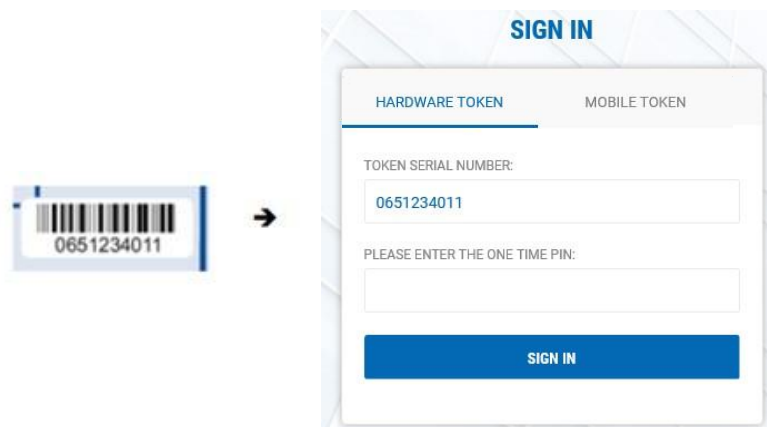 0651234011
➔
SIGN IN
HARDWARE TOKEN
MOBILE TOKEN
TOKEN SERIAL NUMBER:
0651234011
PLEASE ENTER THE ONE TIME PIN:
SIGN IN